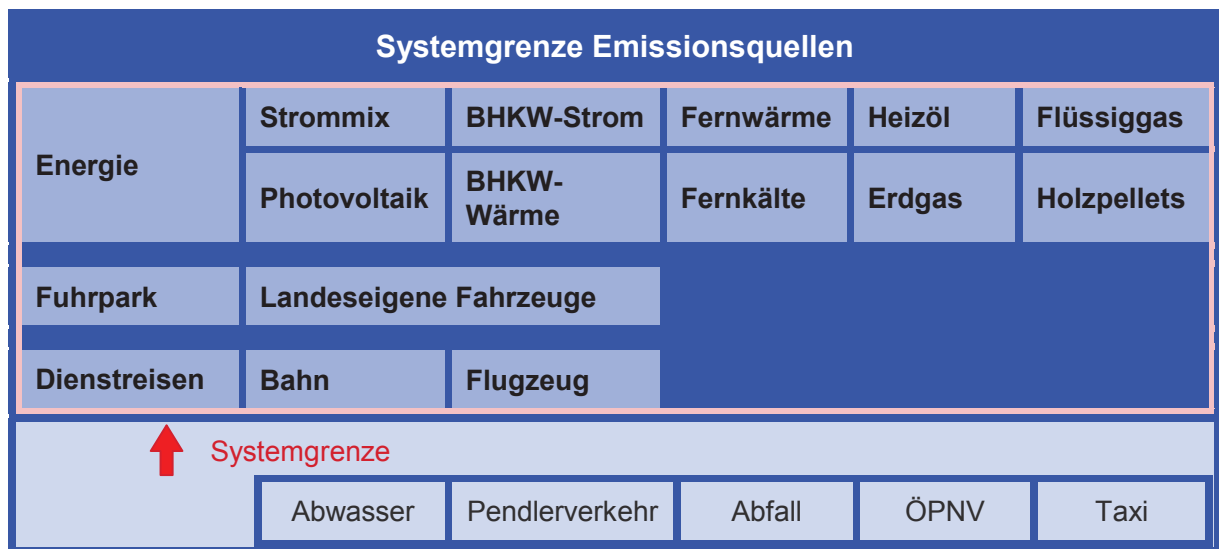 Systemgrenze Emissionsquellen
Energie
Strommix BHKW-Strom Fernwärme Heizöl Flüssiggas
Photovoltaik BHKW-
Wärme Fernkälte Erdgas Holzpellets
Fuhrpark Landeseigene Fahrzeuge
Dienstreisen Bahn Flugzeug
Systemgrenze
Abwasser Pendlerverkehr Abfall ÖPNV Taxi